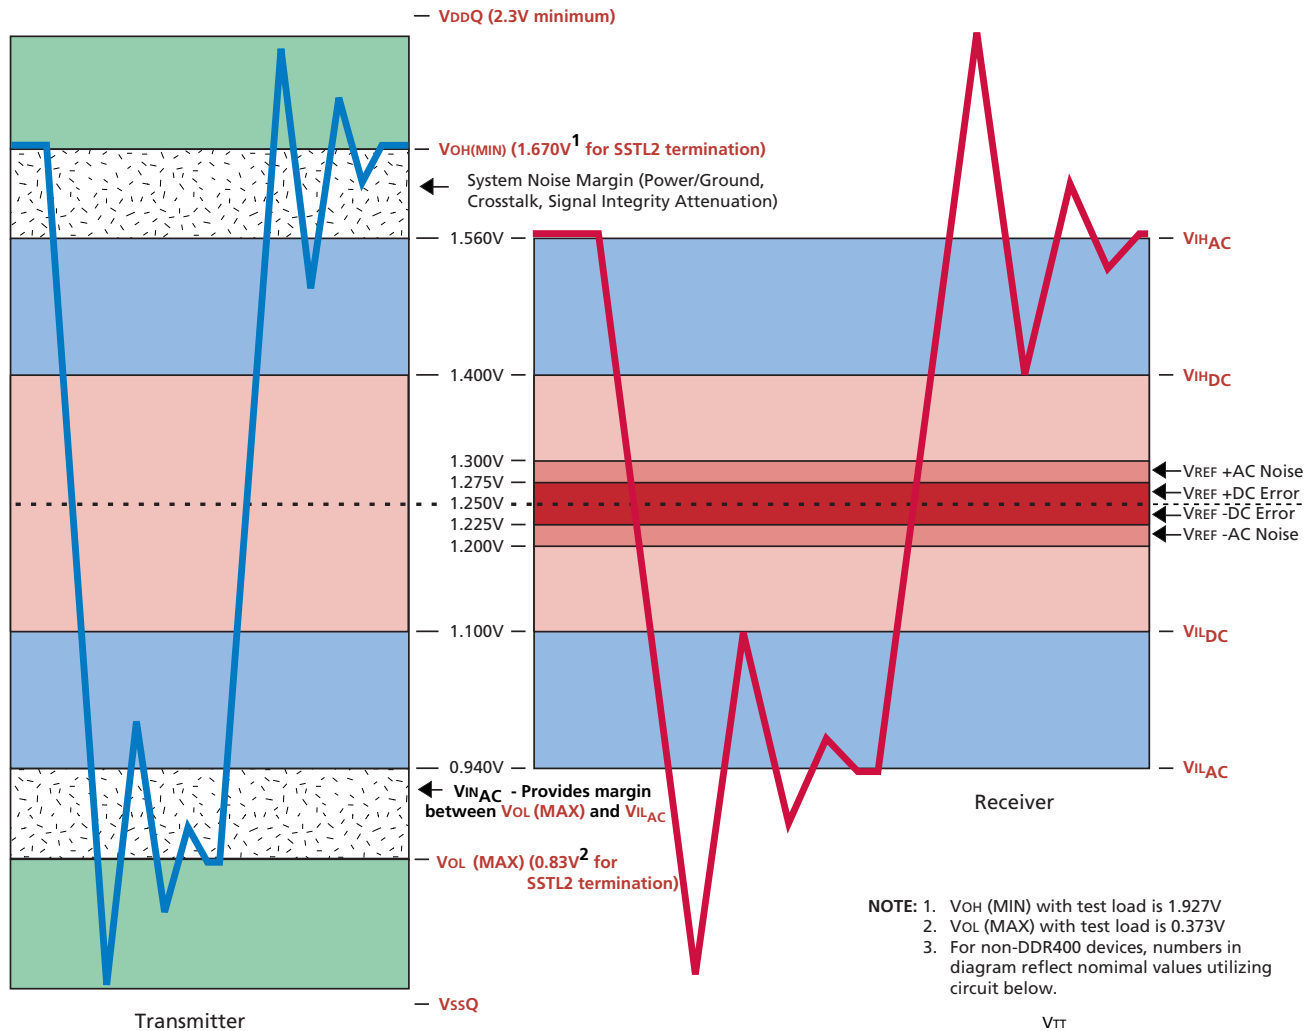 VDDQ (2.3V minimum)
VOH(MIN) (1.670V1 for SSTL2 termination)
System Noise Margin (Power/Ground,
Crosstalk, Signal Integrity Attenuation)
1.560V
VIHAC
1.400V
VIHDC
1.300V
1.275V
1.250V
1.225V
1.200V
VREF +AC Noise
VREF +DC Error
VREF -DC Error
VREF -AC Noise
1.100V
VILDC
0.940V
VILAC
VINAC - Provides margin
between VOL (MAX) and VILAC
Receiver
VOL (MAX) (0.83V2 for
SSTL2 termination)
NOTE: 1. VOH (MIN) with test load is 1.927V
2. VOL (MAX) with test load is 0.373V
3. For non-DDR400 devices, numbers in
diagram reflect nomimal values utilizing
circuit below.
VssQ
Transmitter
VTT